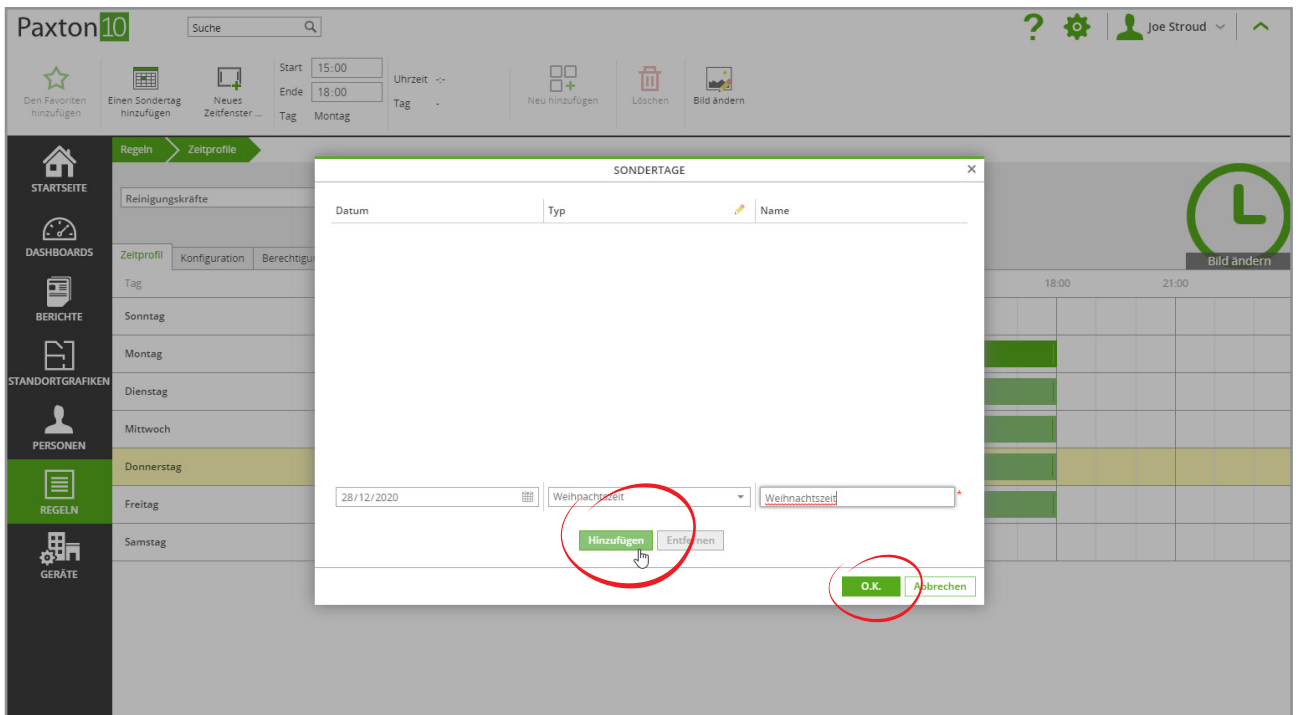 Paxton10
Suche
?
Joe Stroud
Den Favoriten
hinzufügen
Einen Sondertag
hinzufügen
Neues
Zeitfenster ...
Start 15:00
Ende 18:00
Tag Montag
Uhrzeit -:-
Tag -
Neu hinzufügen
Löschen
Bild ändern
STARTSEITE
DASHBOARDS
BERICHTE
STANDORTGRAFIKEN
PERSONEN
REGELN
GERÄTE
Regeln Zeitprofile
Reinigungskräfte
Bild ändern
Zeitprofil Konfiguration Berechtigu
Tag 18:00 21:00
Sonntag
Montag
Dienstag
Mittwoch
Donnerstag
Freitag
Samstag
SONDERTAGE ×
Datum Typ Name
28/12/2020 Weihnachtszeit Weihnachtszeit *
Hinzufügen Entfernen
O.K. Abbrechen